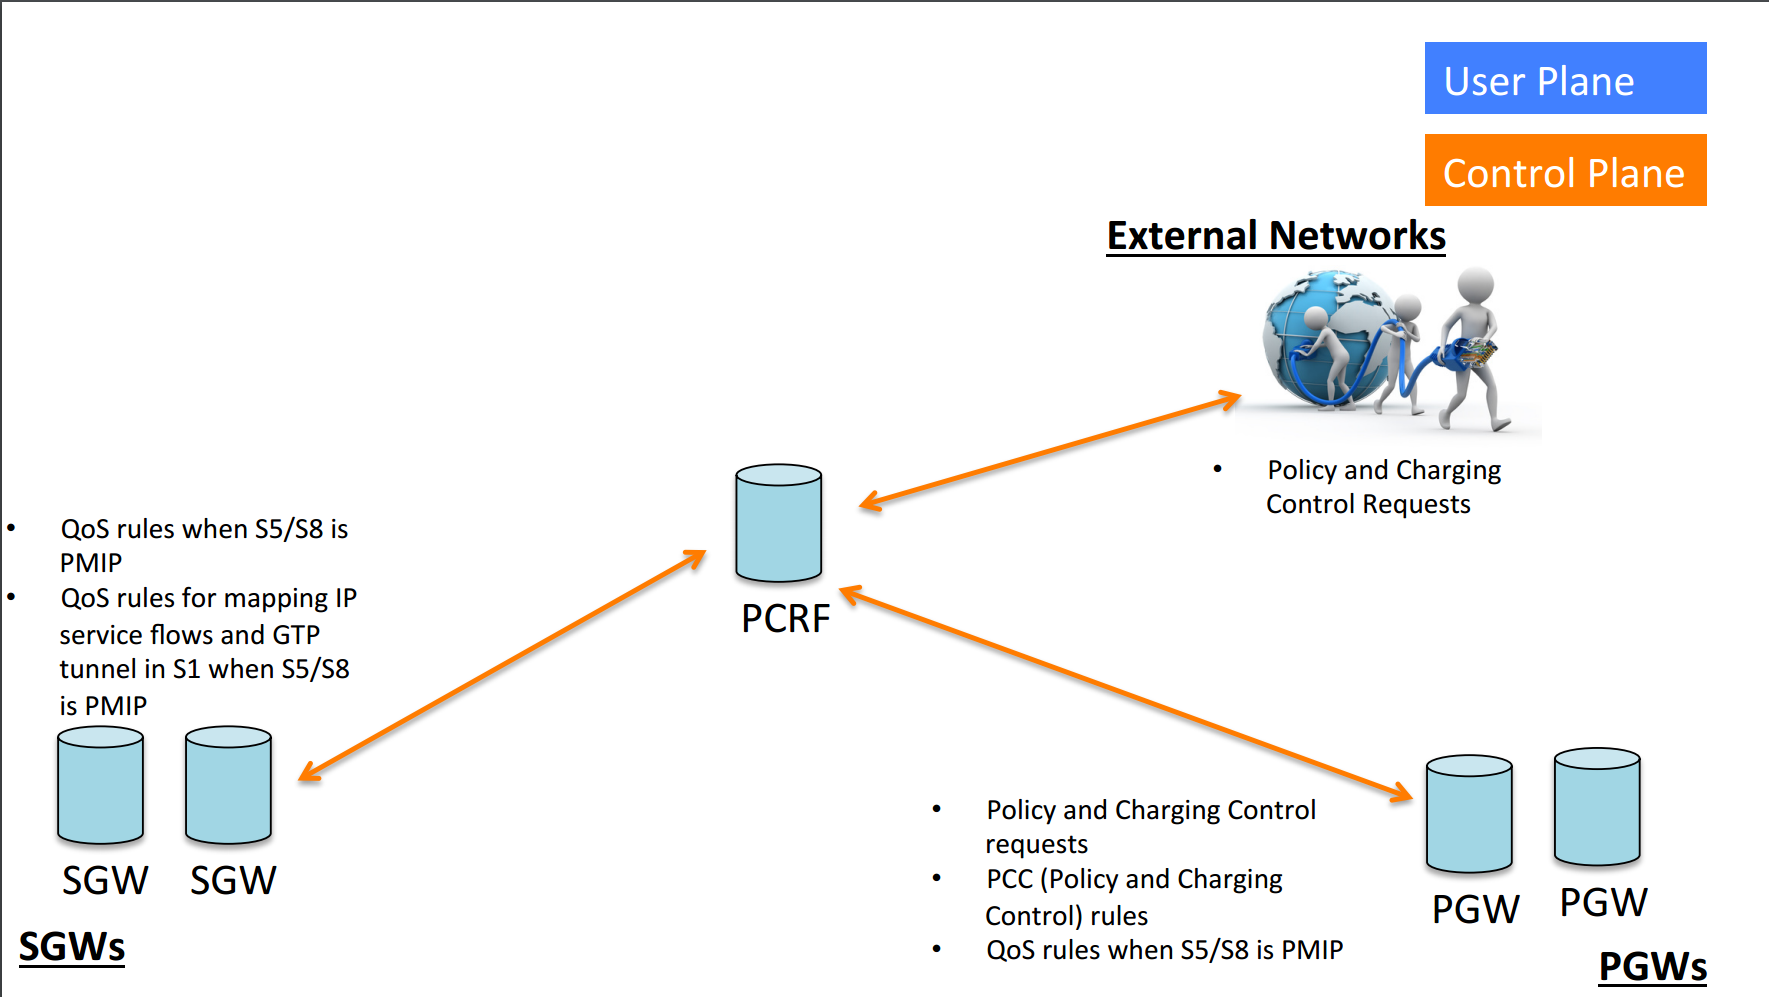 User Plane
Control Plane
External Networks
• Policy and Charging
Control Requests
• QoS rules when S5/S8 is
PMIP
• QoS rules for mapping IP
service flows and GTP
tunnel in S1 when S5/S8
is PMIP
PCRF
SGW SGW
SGWs
• Policy and Charging Control
requests
• PCC (Policy and Charging
Control) rules
• QoS rules when S5/S8 is PMIP
PGW PGW
PGWs